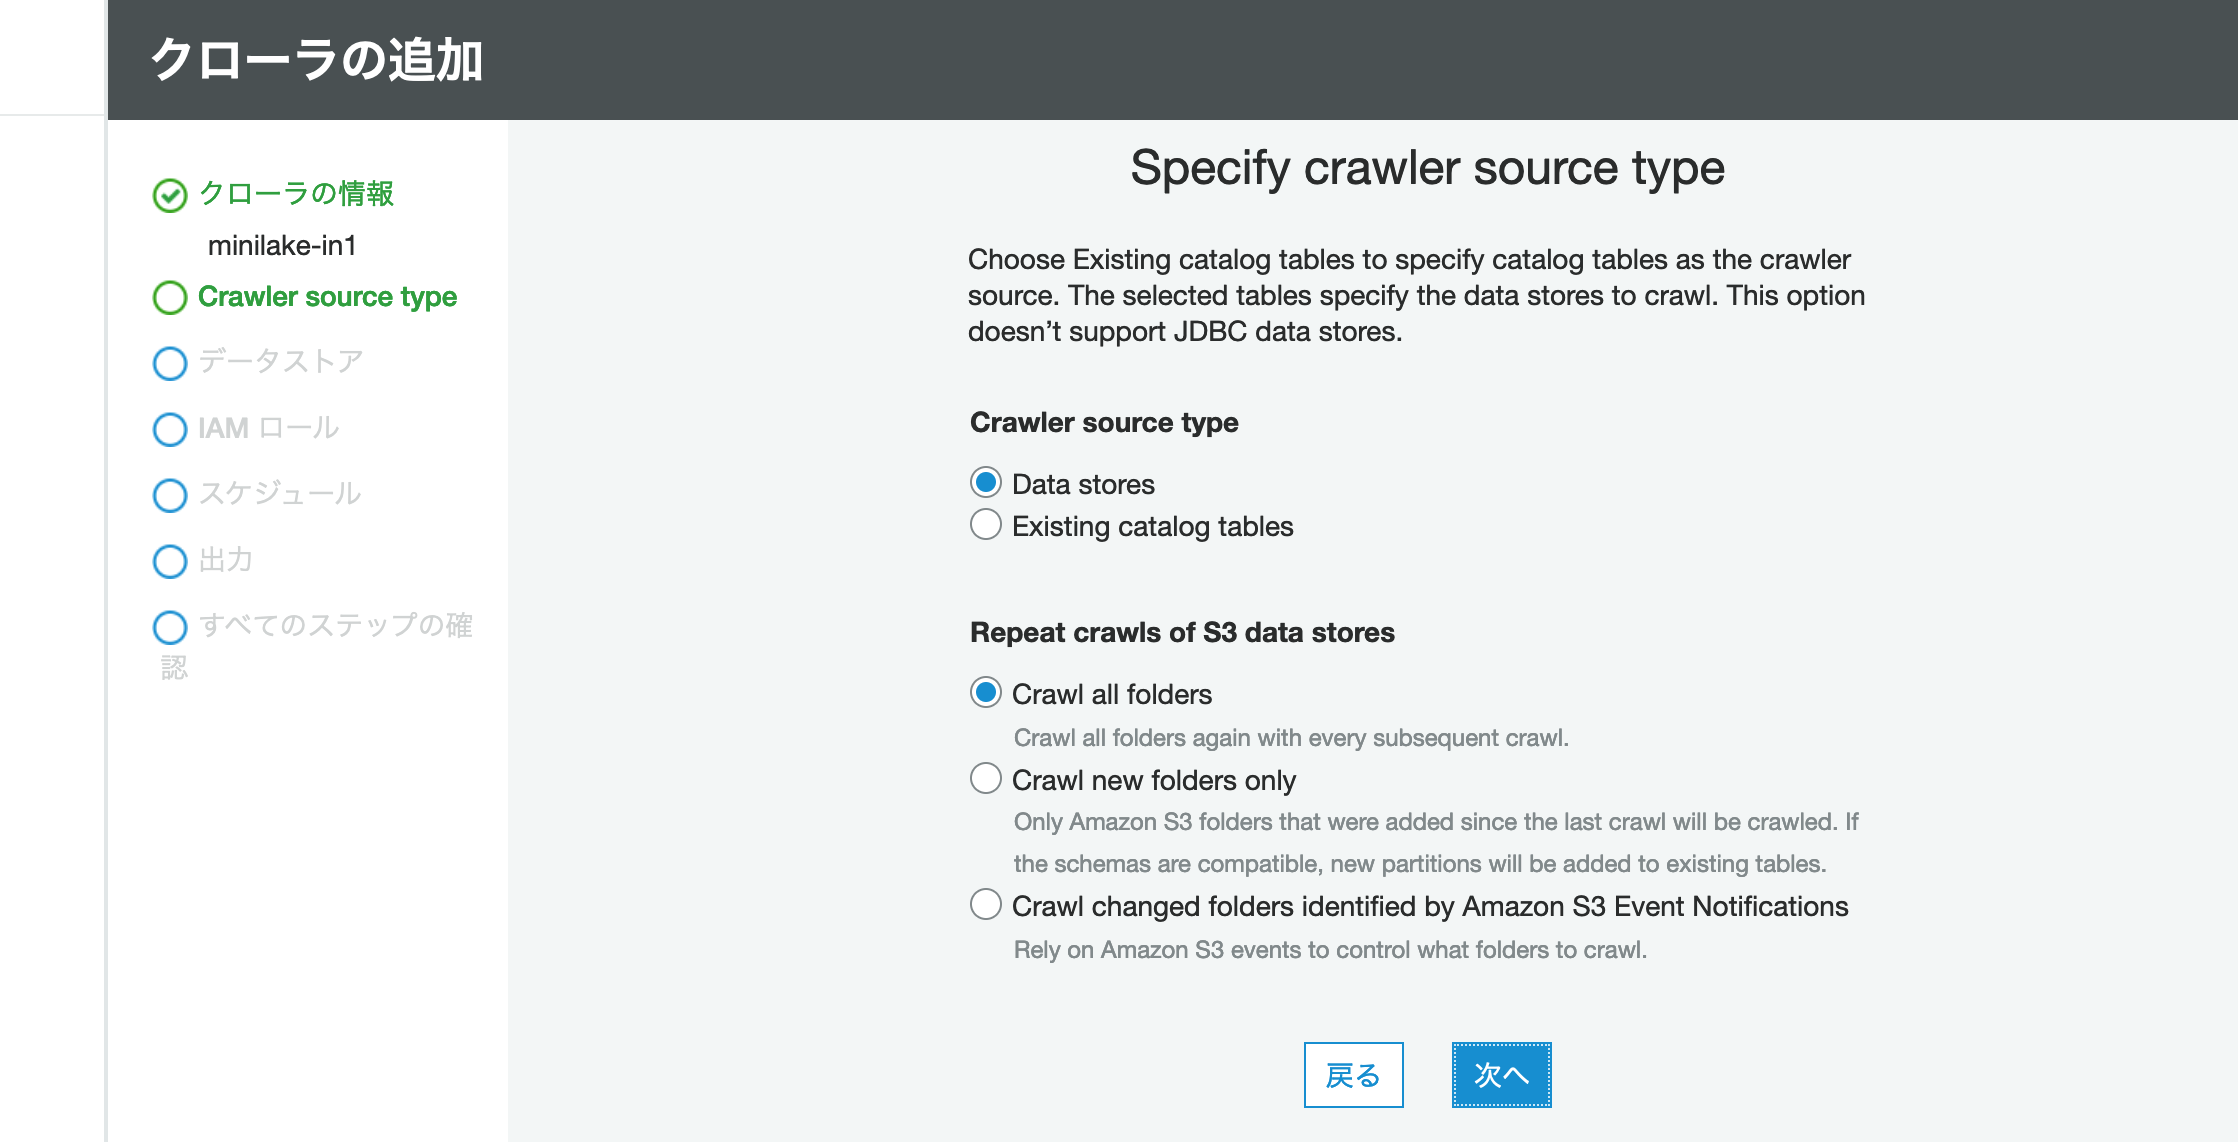 クローラの追加
クローラの情報
minilake-in1
Crawler source type
データストア
IAM ロール
スケジュール
出力
すべてのステップの確
認
Specify crawler source type
Choose Existing catalog tables to specify catalog tables as the crawler
source. The selected tables specify the data stores to crawl. This option
doesn’t support JDBC data stores.
Crawler source type
Data stores
Existing catalog tables
Repeat crawls of S3 data stores
Crawl all folders
Crawl all folders again with every subsequent crawl.
Crawl new folders only
Only Amazon S3 folders that were added since the last crawl will be crawled. If
the schemas are compatible, new partitions will be added to existing tables.
Crawl changed folders identified by Amazon S3 Event Notifications
Rely on Amazon S3 events to control what folders to crawl.
戻る
次へ